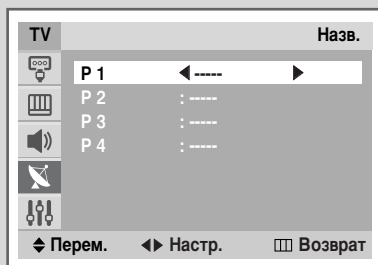 TV Назв.
P 1 ◀ ----- ▶
P 2 : -----
P 3 : -----
P 4 : -----
◆ Перем. ◀▶ Настр. Возврат